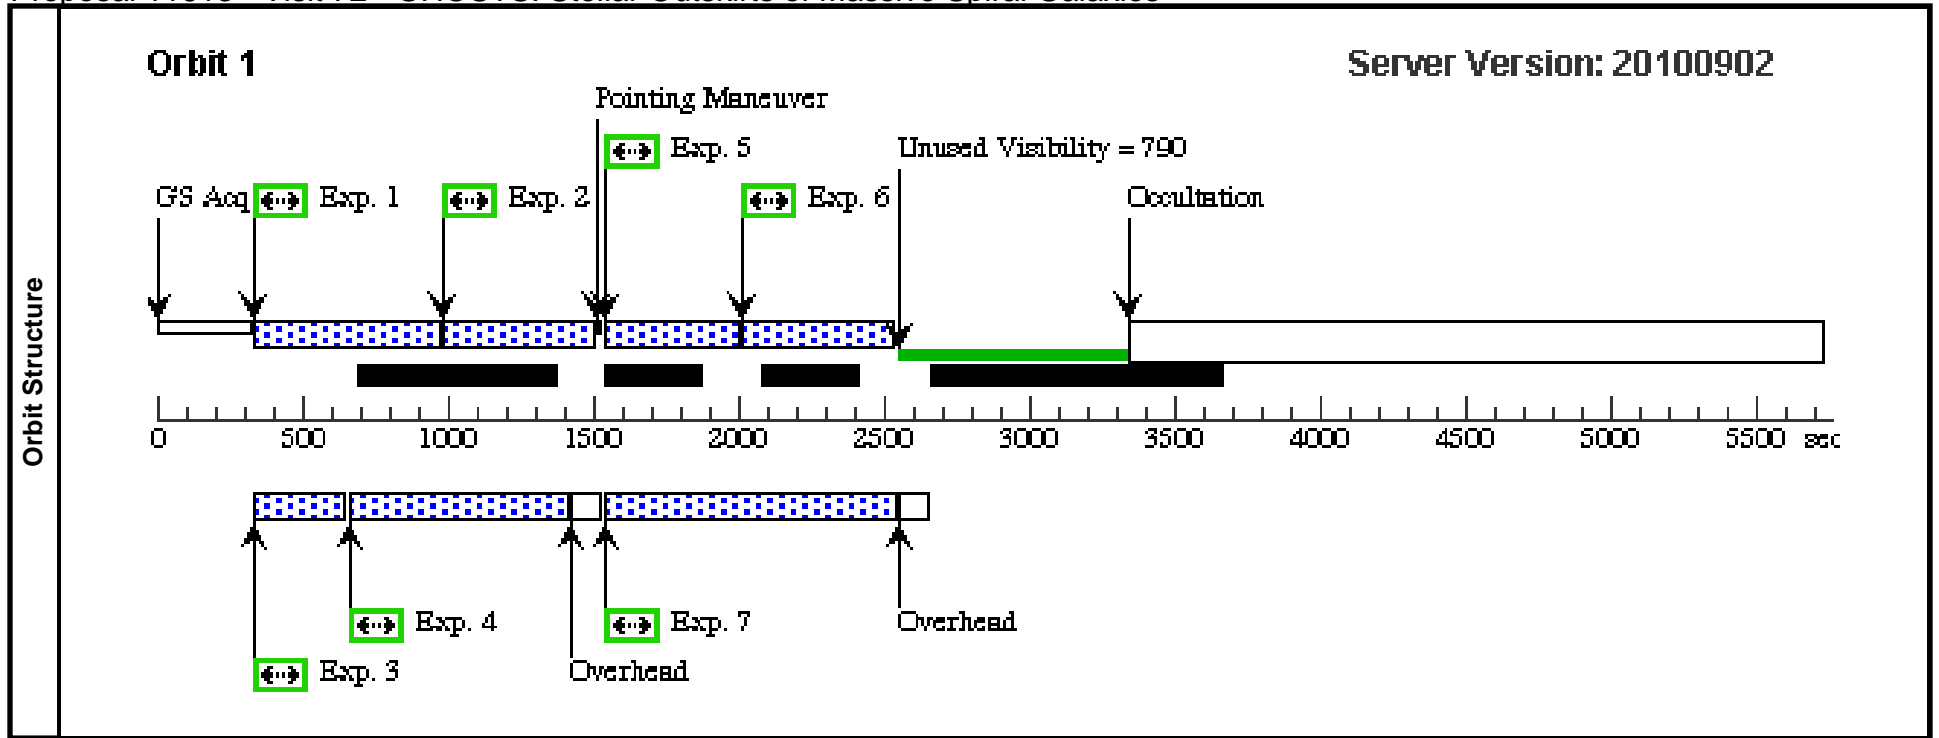 Orbit 1
Server Version: 20100902
Pointing Maneuver
Exp. 5
Unused Visibility = 790
GS Acq
Exp. 1
Exp. 2
Exp. 6
Occultation
Orbit Structure
0 500 1000 1500 2000 2500 3000 3500 4000 4500 5000 5500 sec
Exp. 4
Exp. 7
Overhead
Exp. 3
Overhead